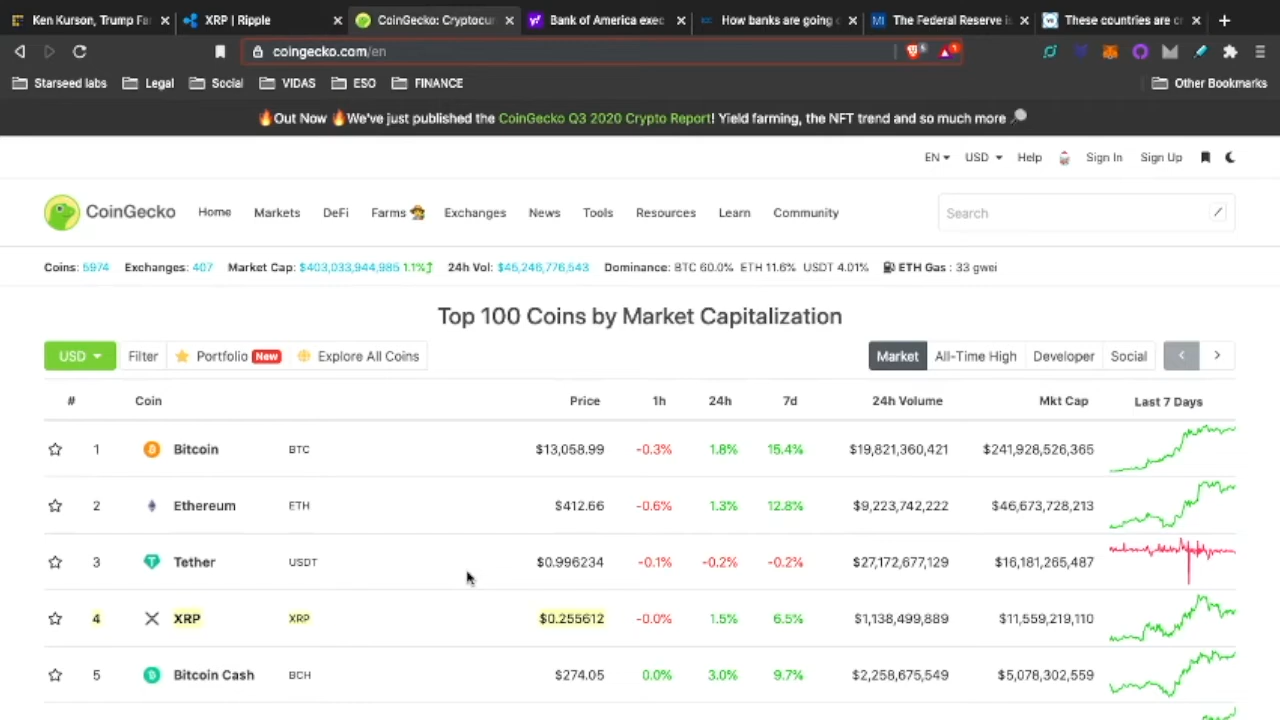 Ken Kurson, Trump Fa
XRP | Ripple
CoinGecko: Cryptocur
Bank of America exec
How banks are going
The Federal Reserve is
These countries are cr
coingecko.com/en
Starseed labs Legal Social VIDAS ESO FINANCE Other Bookmarks
🔥Out Now 🔥We've just published the CoinGecko Q3 2020 Crypto Report! Yield farming, the NFT trend and so much more
EN USD Help Sign In Sign Up
CoinGecko Home Markets DeFi Farms Exchanges News Tools Resources Learn Community Search /
Coins: 5974 Exchanges: 407 Market Cap: $403,033,944,985 1.1% 24h Vol: $45,246,776,543 Dominance: BTC 60.0% ETH 11.6% USDT 4.01% ETH Gas : 33 gwei
Top 100 Coins by Market Capitalization
USD Filter Portfolio New Explore All Coins Market All-Time High Developer Social
# Coin Price 1h 24h 7d 24h Volume Mkt Cap Last 7 Days
1 Bitcoin BTC $13,058.99 -0.3% 1.8% 15.4% $19,821,360,421 $241,928,526,365
2 Ethereum ETH $412.66 -0.6% 1.3% 12.8% $9,223,742,222 $46,673,728,213
3 Tether USDT $0.996234 -0.1% -0.2% -0.2% $27,172,677,129 $16,181,265,487
4 XRP XRP $0.255612 -0.0% 1.5% 6.5% $1,138,499,889 $11,559,219,110
5 Bitcoin Cash BCH $274.05 0.0% 3.0% 9.7% $2,258,675,549 $5,078,302,559